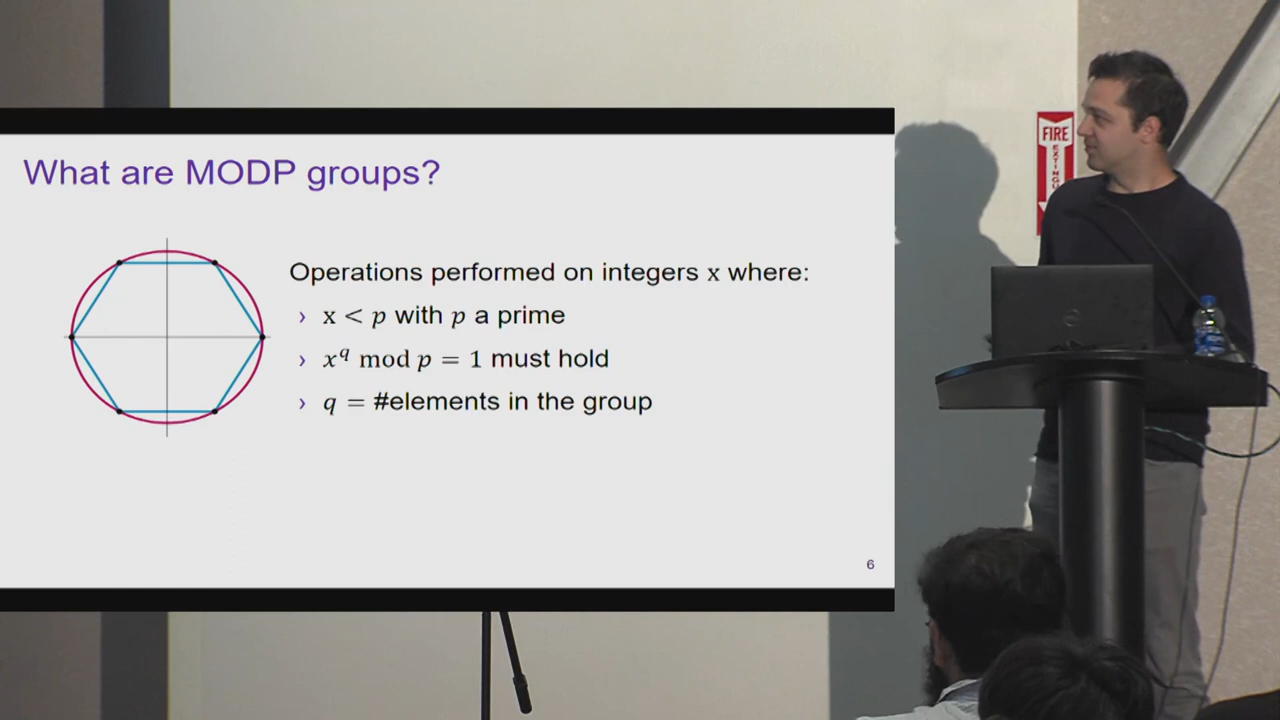 What are MODP groups?
Operations performed on integers x where:
› x < p with p a prime
› x^q mod p = 1 must hold
› q = #elements in the group
6
FIRE
EXTINGU